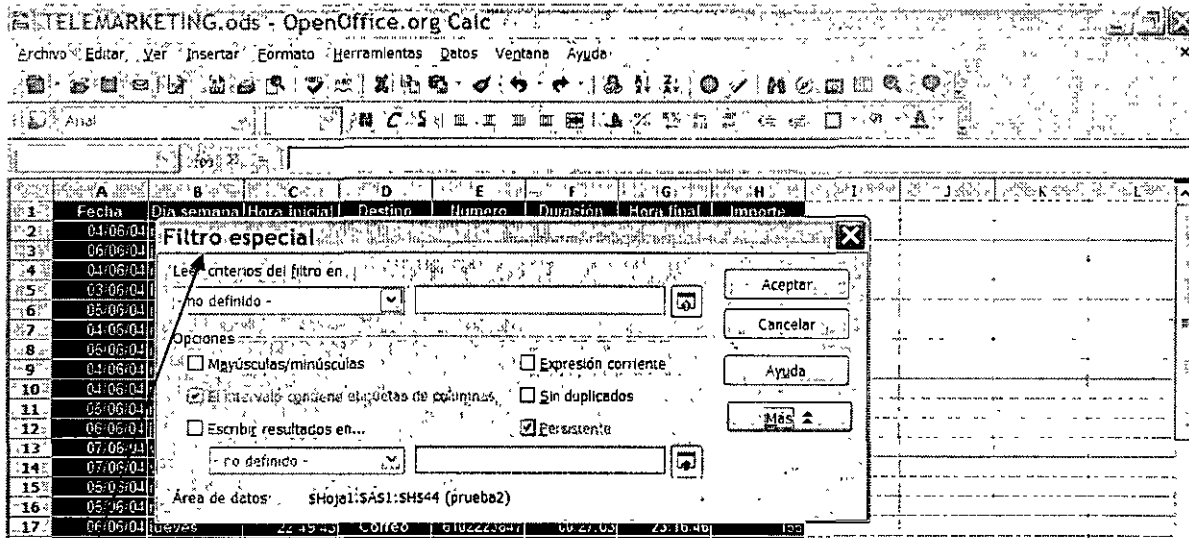 TELEMARKETING.ods - OpenOffice.org Calc
Archivo Editar Ver Insertar Formato Herramientas Datos Ventana Ayuda
Arial
N C S
A B C D E F G H I J K L
1 Fecha Día semana Hora inicial Destino Numero Duración Hora final Importe
2 04/06/04
3 06/06/04
4 04/06/04
5 03/06/04
6 05/06/04
7 04/06/04
8 06/06/04
9 04/06/04
10 04/06/04
11 06/06/04
12 06/06/04
13 07/06/04
14 07/06/04
15 05/06/04
16 05/06/04
17 06/06/04 jueves 22:49:43 Correo 6102223847 00:27:03 23:16:46 155
Filtro especial
Leer criterios del filtro en
- no definido -
Aceptar
Cancelar
Ayuda
Más
Opciones
Mayúsculas/minúsculas
Expresión corriente
El intervalo contiene etiquetas de columnas
Sin duplicados
Escribir resultados en...
Persistente
- no definido -
Área de datos: $Hoja1:$A$1:$H$44 (prueba2)